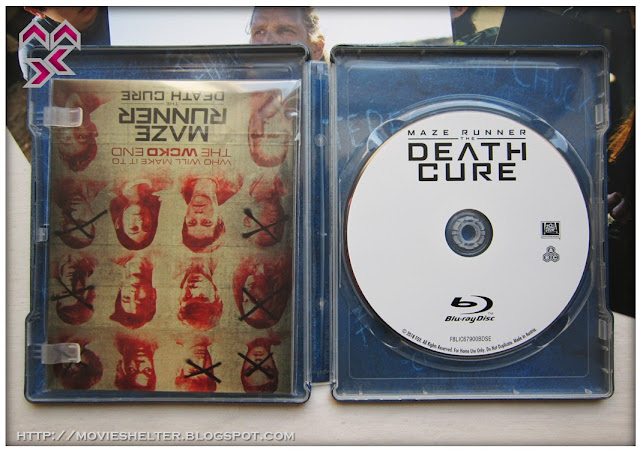 WHO WILL MAKE IT TO
THE WCKD END
MAZE
RUNNER
THE
DEATH CURE
MAZE RUNNER
THE
DEATH
CURE
Blu-ray Disc
FBLIC67900BDSE
HTTP://MOVIESHELTER.BLOGSPOT.COM